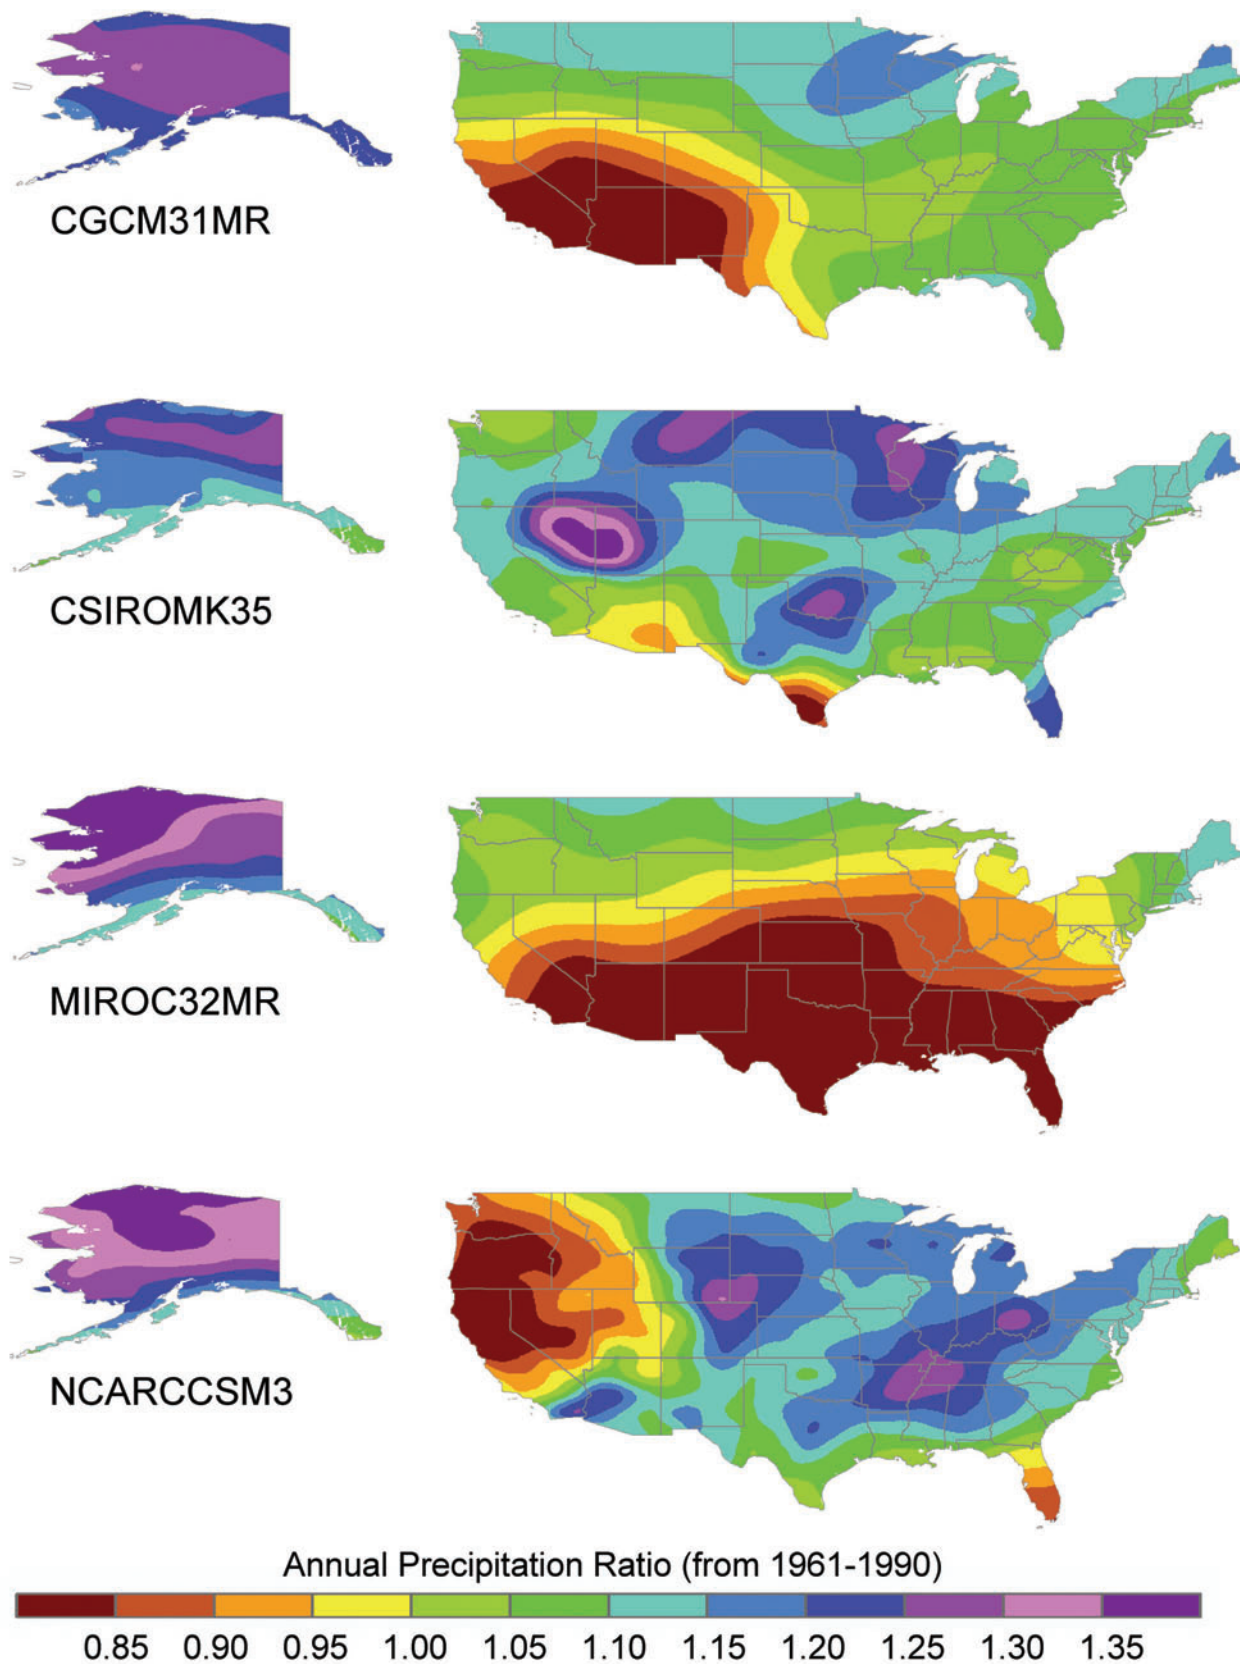 CGCM31MR
CSIROMK35
MIROC32MR
NCARCCSM3
Annual Precipitation Ratio (from 1961-1990)
0.85 0.90 0.95 1.00 1.05 1.10 1.15 1.20 1.25 1.30 1.35